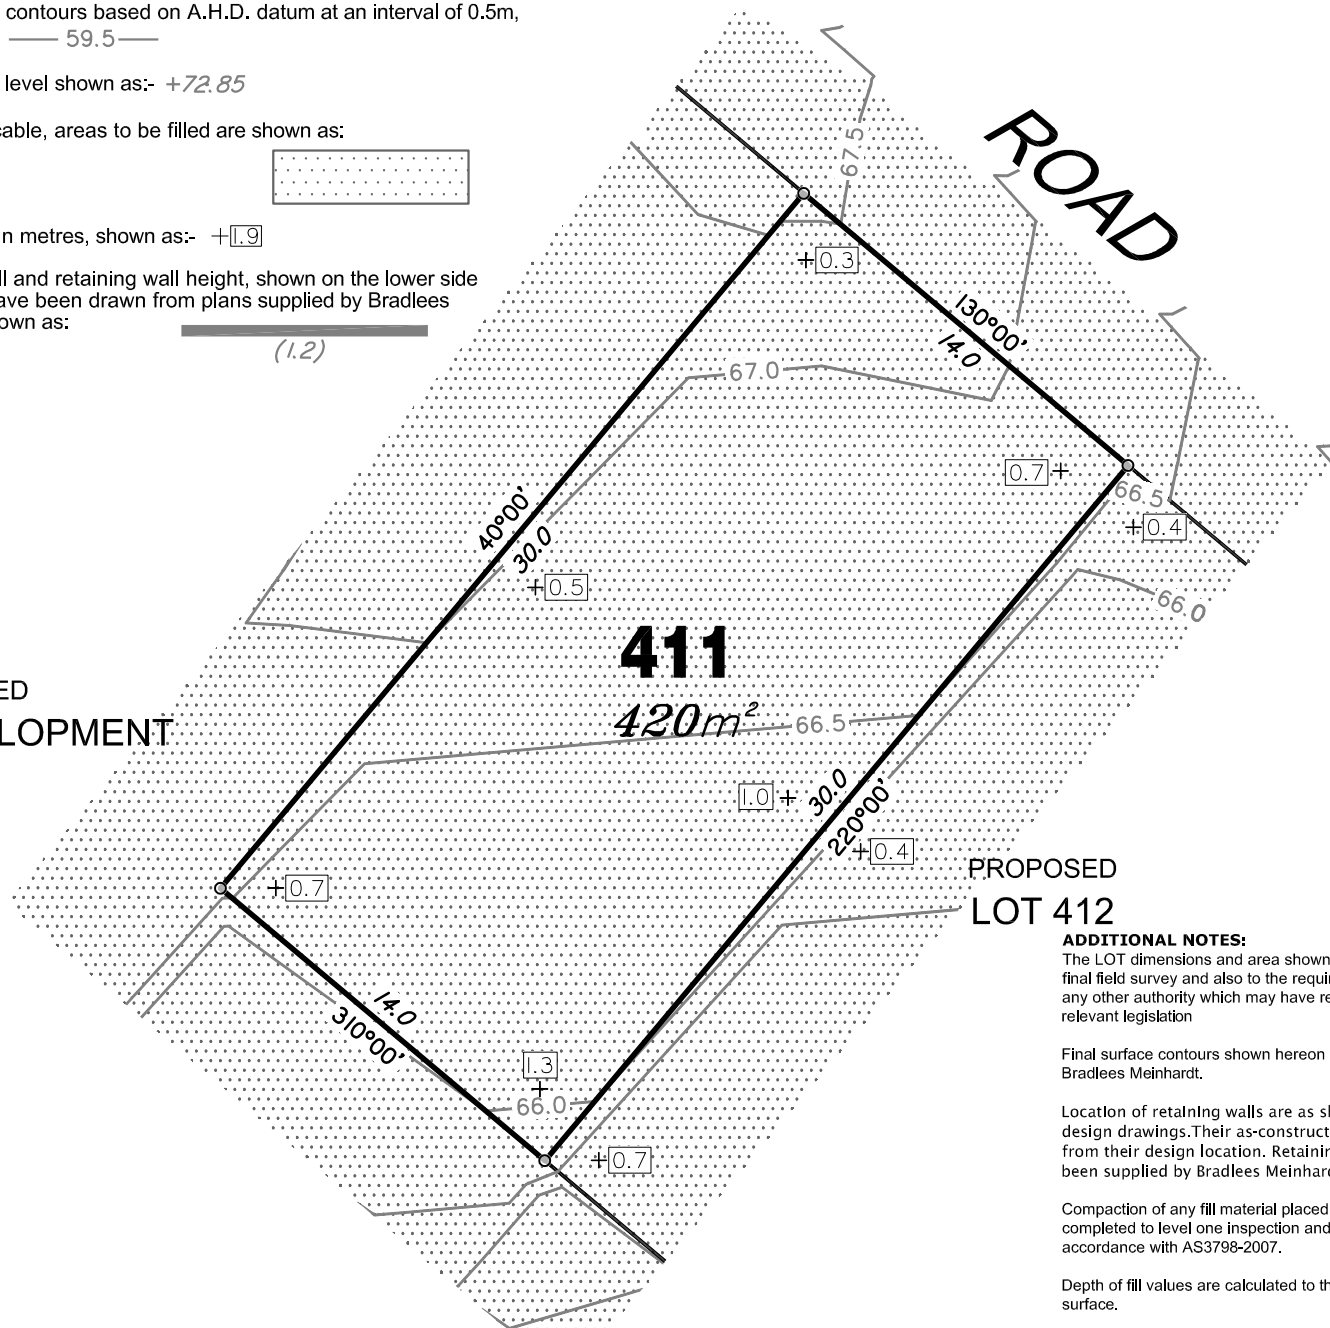 contours based on A.H.D. datum at an interval of 0.5m,
59.5
level shown as:- +72.85
cable, areas to be filled are shown as:
n metres, shown as:- +1.9
ll and retaining wall height, shown on the lower side
ave been drawn from plans supplied by Bradlees
own as:
(1.2)
ROAD
67.5
0.3
130°00'
14.0
67.0
0.7
66.5
0.4
40°00'
30.0
0.5
66.0
411
420m²
ED
LOPMENT
66.5
1.0
30.0
220°00'
0.4
0.7
PROPOSED
LOT 412
14.0
310°00'
1.3
66.0
0.7
ADDITIONAL NOTES:
The LOT dimensions and area shown
final field survey and also to the requi
any other authority which may have re
relevant legislation
Final surface contours shown hereon
Bradlees Meinhardt.
Location of retaining walls are as s
design drawings.Their as-construct
from their design location. Retainin
been supplied by Bradlees Meinhard
Compaction of any fill material placed
completed to level one inspection and
accordance with AS3798-2007.
Depth of fill values are calculated to th
surface.